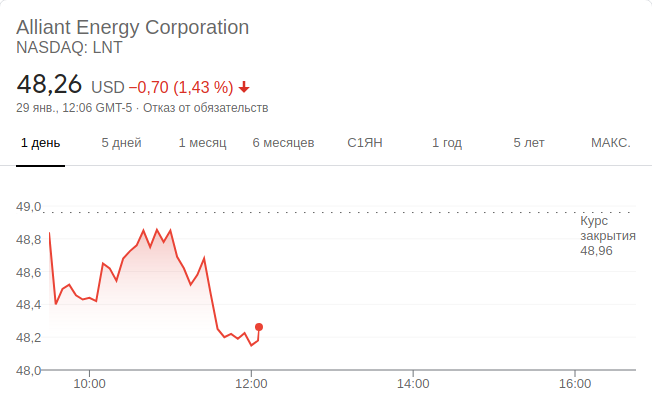 Alliant Energy Corporation
NASDAQ: LNT
48,26 USD −0,70 (1,43 %)
29 янв., 12:06 GMT-5 · Отказ от обязательств
1 день 5 дней 1 месяц 6 месяцев С1ЯН 1 год 5 лет МАКС.
49,0
Курс
закрытия
48,96
48,8
48,6
48,4
48,2
48,0
10:00 12:00 14:00 16:00